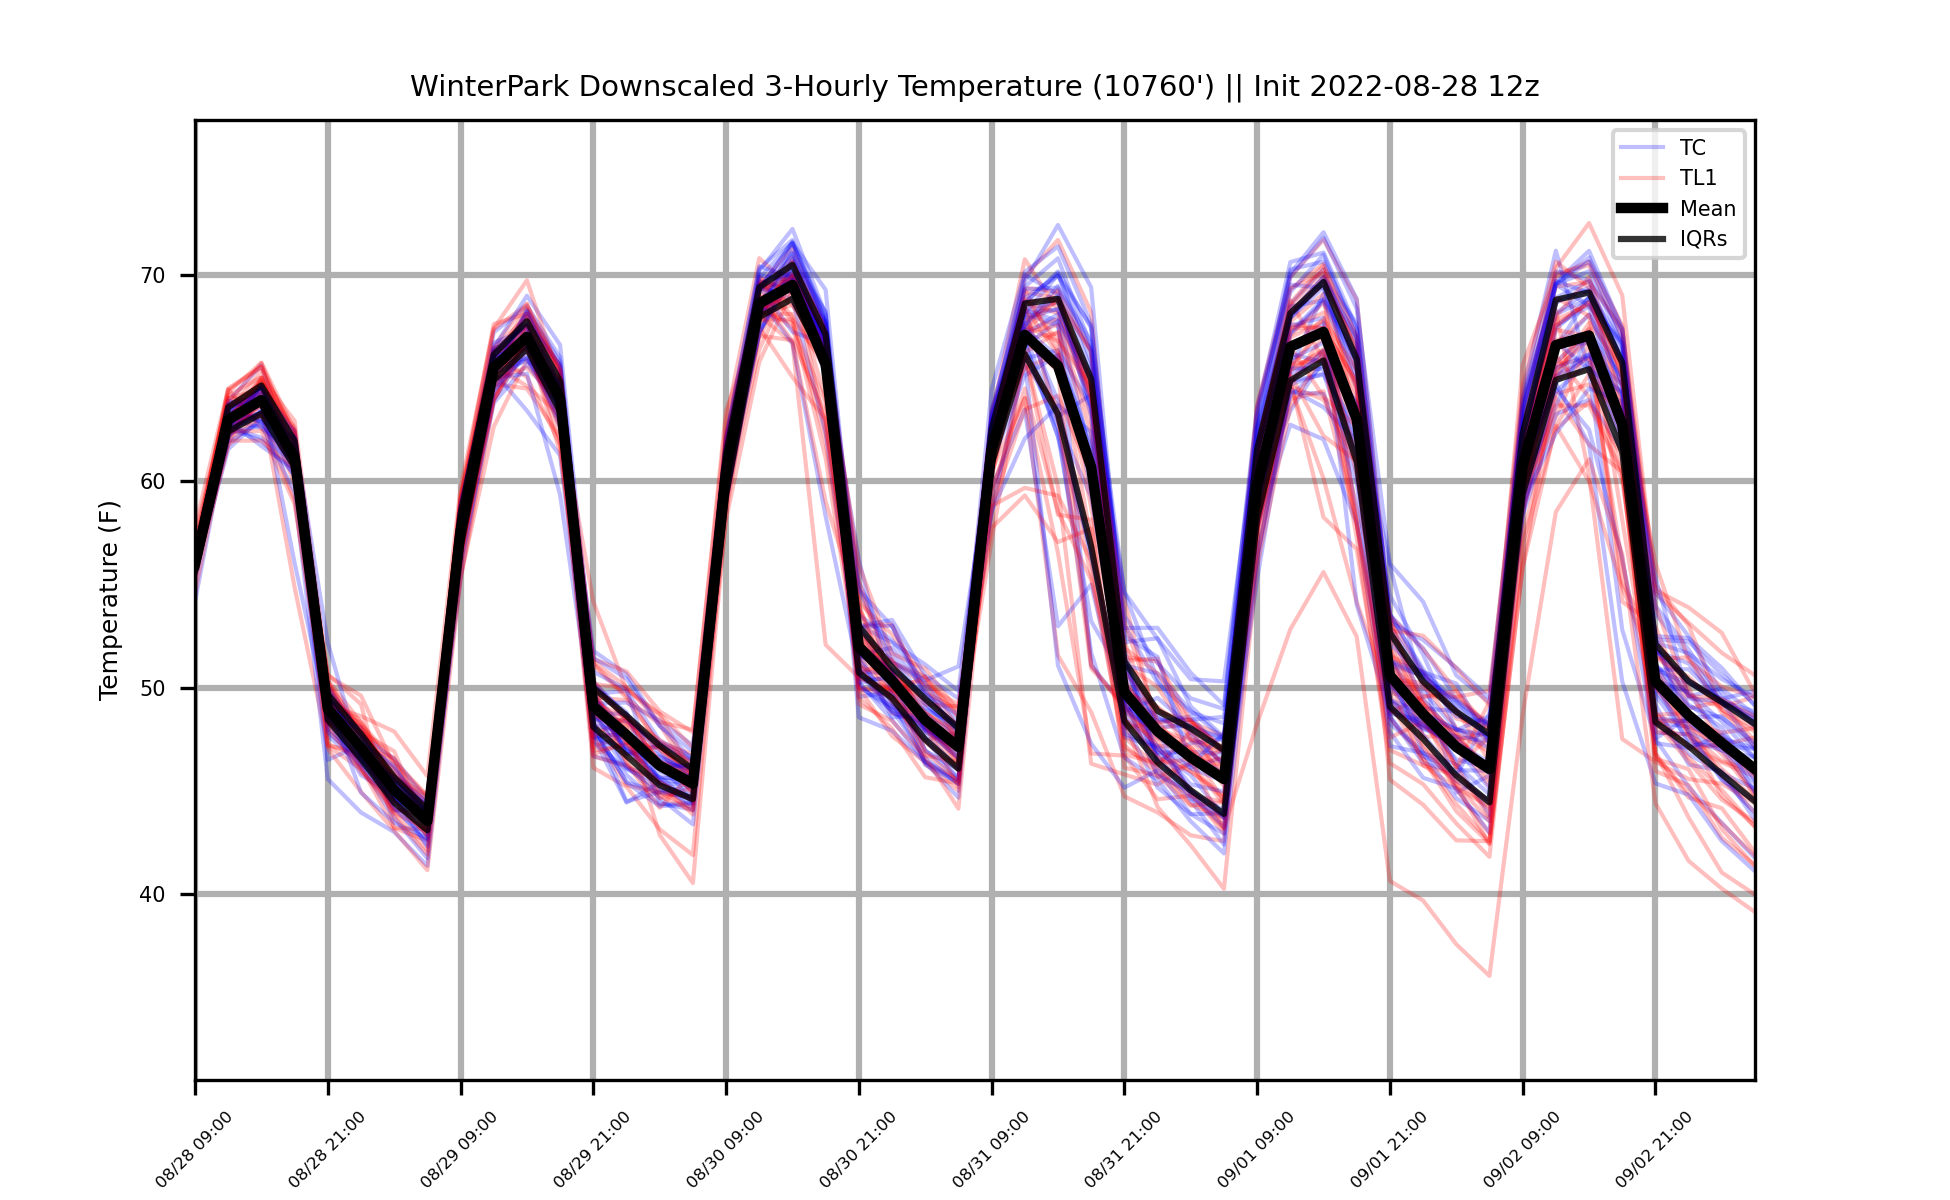 WinterPark Downscaled 3-Hourly Temperature (10760') || Init 2022-08-28 12z
TC
TL1
Mean
IQRs
Temperature (F)
70
60
50
40
08/28 09:00
08/28 21:00
08/29 09:00
08/29 21:00
08/30 09:00
08/30 21:00
08/31 09:00
08/31 21:00
09/01 09:00
09/01 21:00
09/02 09:00
09/02 21:00